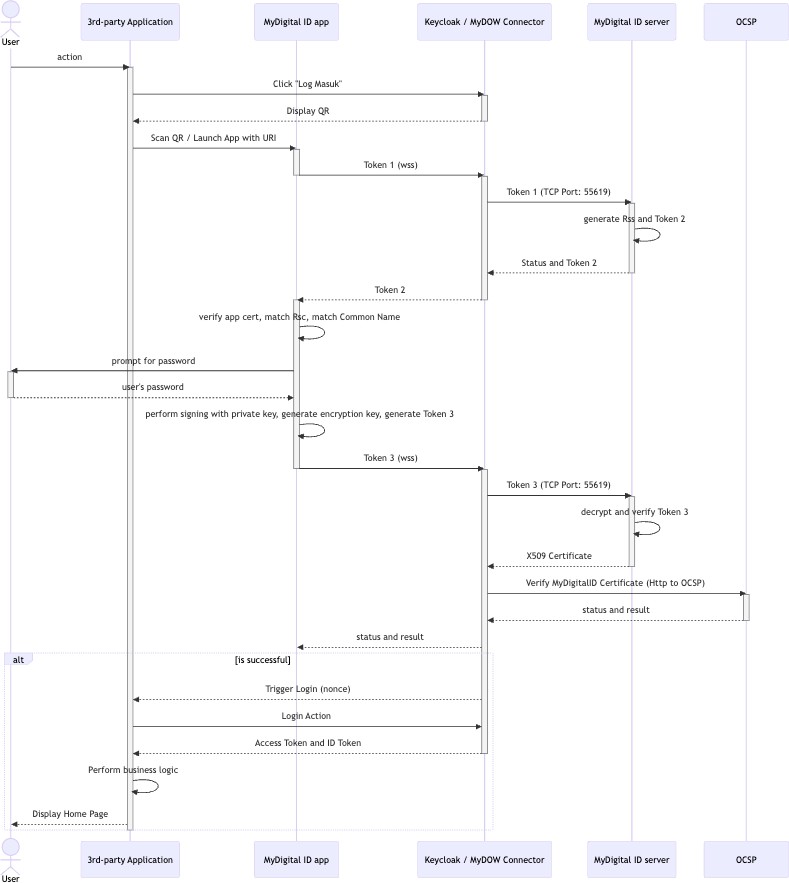 3rd-party Application
MyDigital ID app
Keycloak / MyDOW Connector
MyDigital ID server
OCSP
User
action
Click "Log Masuk"
Display QR
Scan QR / Launch App with URI
Token 1 (wss)
Token 1 (TCP Port: 55619)
generate Rss and Token 2
Status and Token 2
Token 2
verify app cert, match Rsc, match Common Name
prompt for password
user's password
perform signing with private key, generate encryption key, generate Token 3
Token 3 (wss)
Token 3 (TCP Port: 55619)
decrypt and verify Token 3
X509 Certificate
Verify MyDigitalID Certificate (Http to OCSP)
status and result
status and result
alt
[is successful]
Trigger Login (nonce)
Login Action
Access Token and ID Token
Perform business logic
Display Home Page
3rd-party Application
MyDigital ID app
Keycloak / MyDOW Connector
MyDigital ID server
OCSP
User